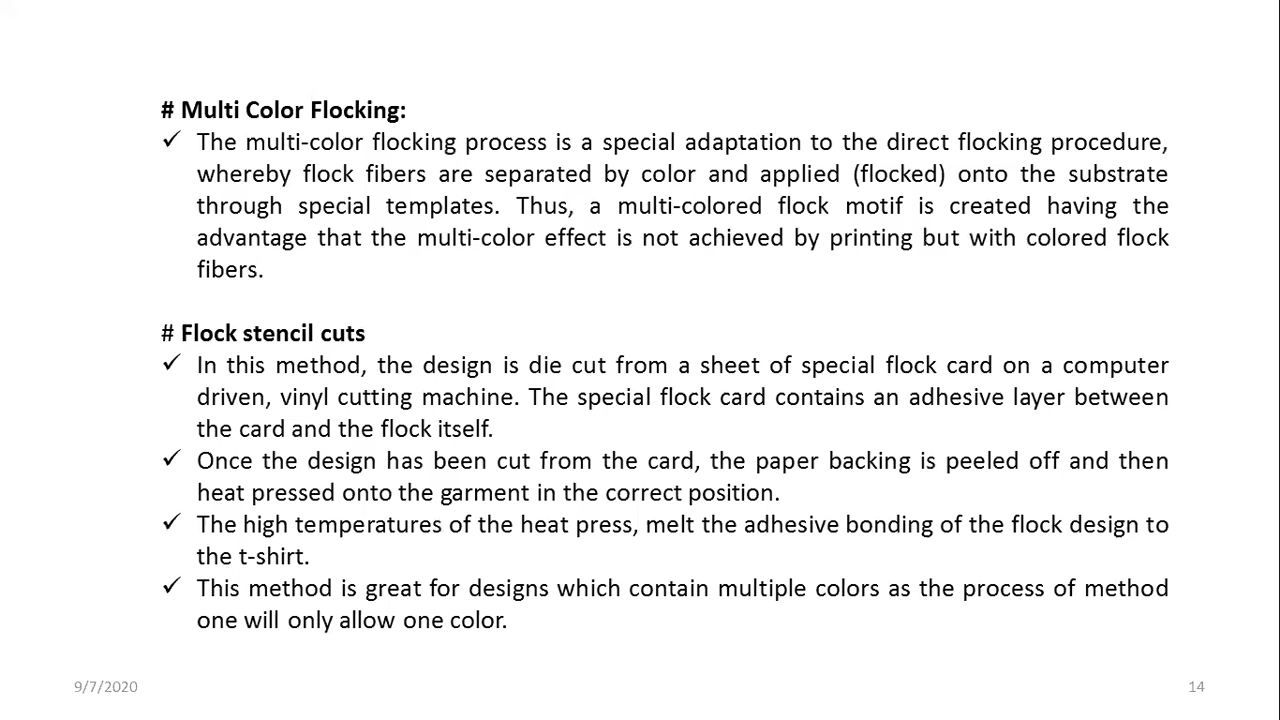 # Multi Color Flocking:
✓ The multi-color flocking process is a special adaptation to the direct flocking procedure,
whereby flock fibers are separated by color and applied (flocked) onto the substrate
through special templates. Thus, a multi-colored flock motif is created having the
advantage that the multi-color effect is not achieved by printing but with colored flock
fibers.
# Flock stencil cuts
✓ In this method, the design is die cut from a sheet of special flock card on a computer
driven, vinyl cutting machine. The special flock card contains an adhesive layer between
the card and the flock itself.
✓ Once the design has been cut from the card, the paper backing is peeled off and then
heat pressed onto the garment in the correct position.
✓ The high temperatures of the heat press, melt the adhesive bonding of the flock design to
the t-shirt.
✓ This method is great for designs which contain multiple colors as the process of method
one will only allow one color.
9/7/2020
14